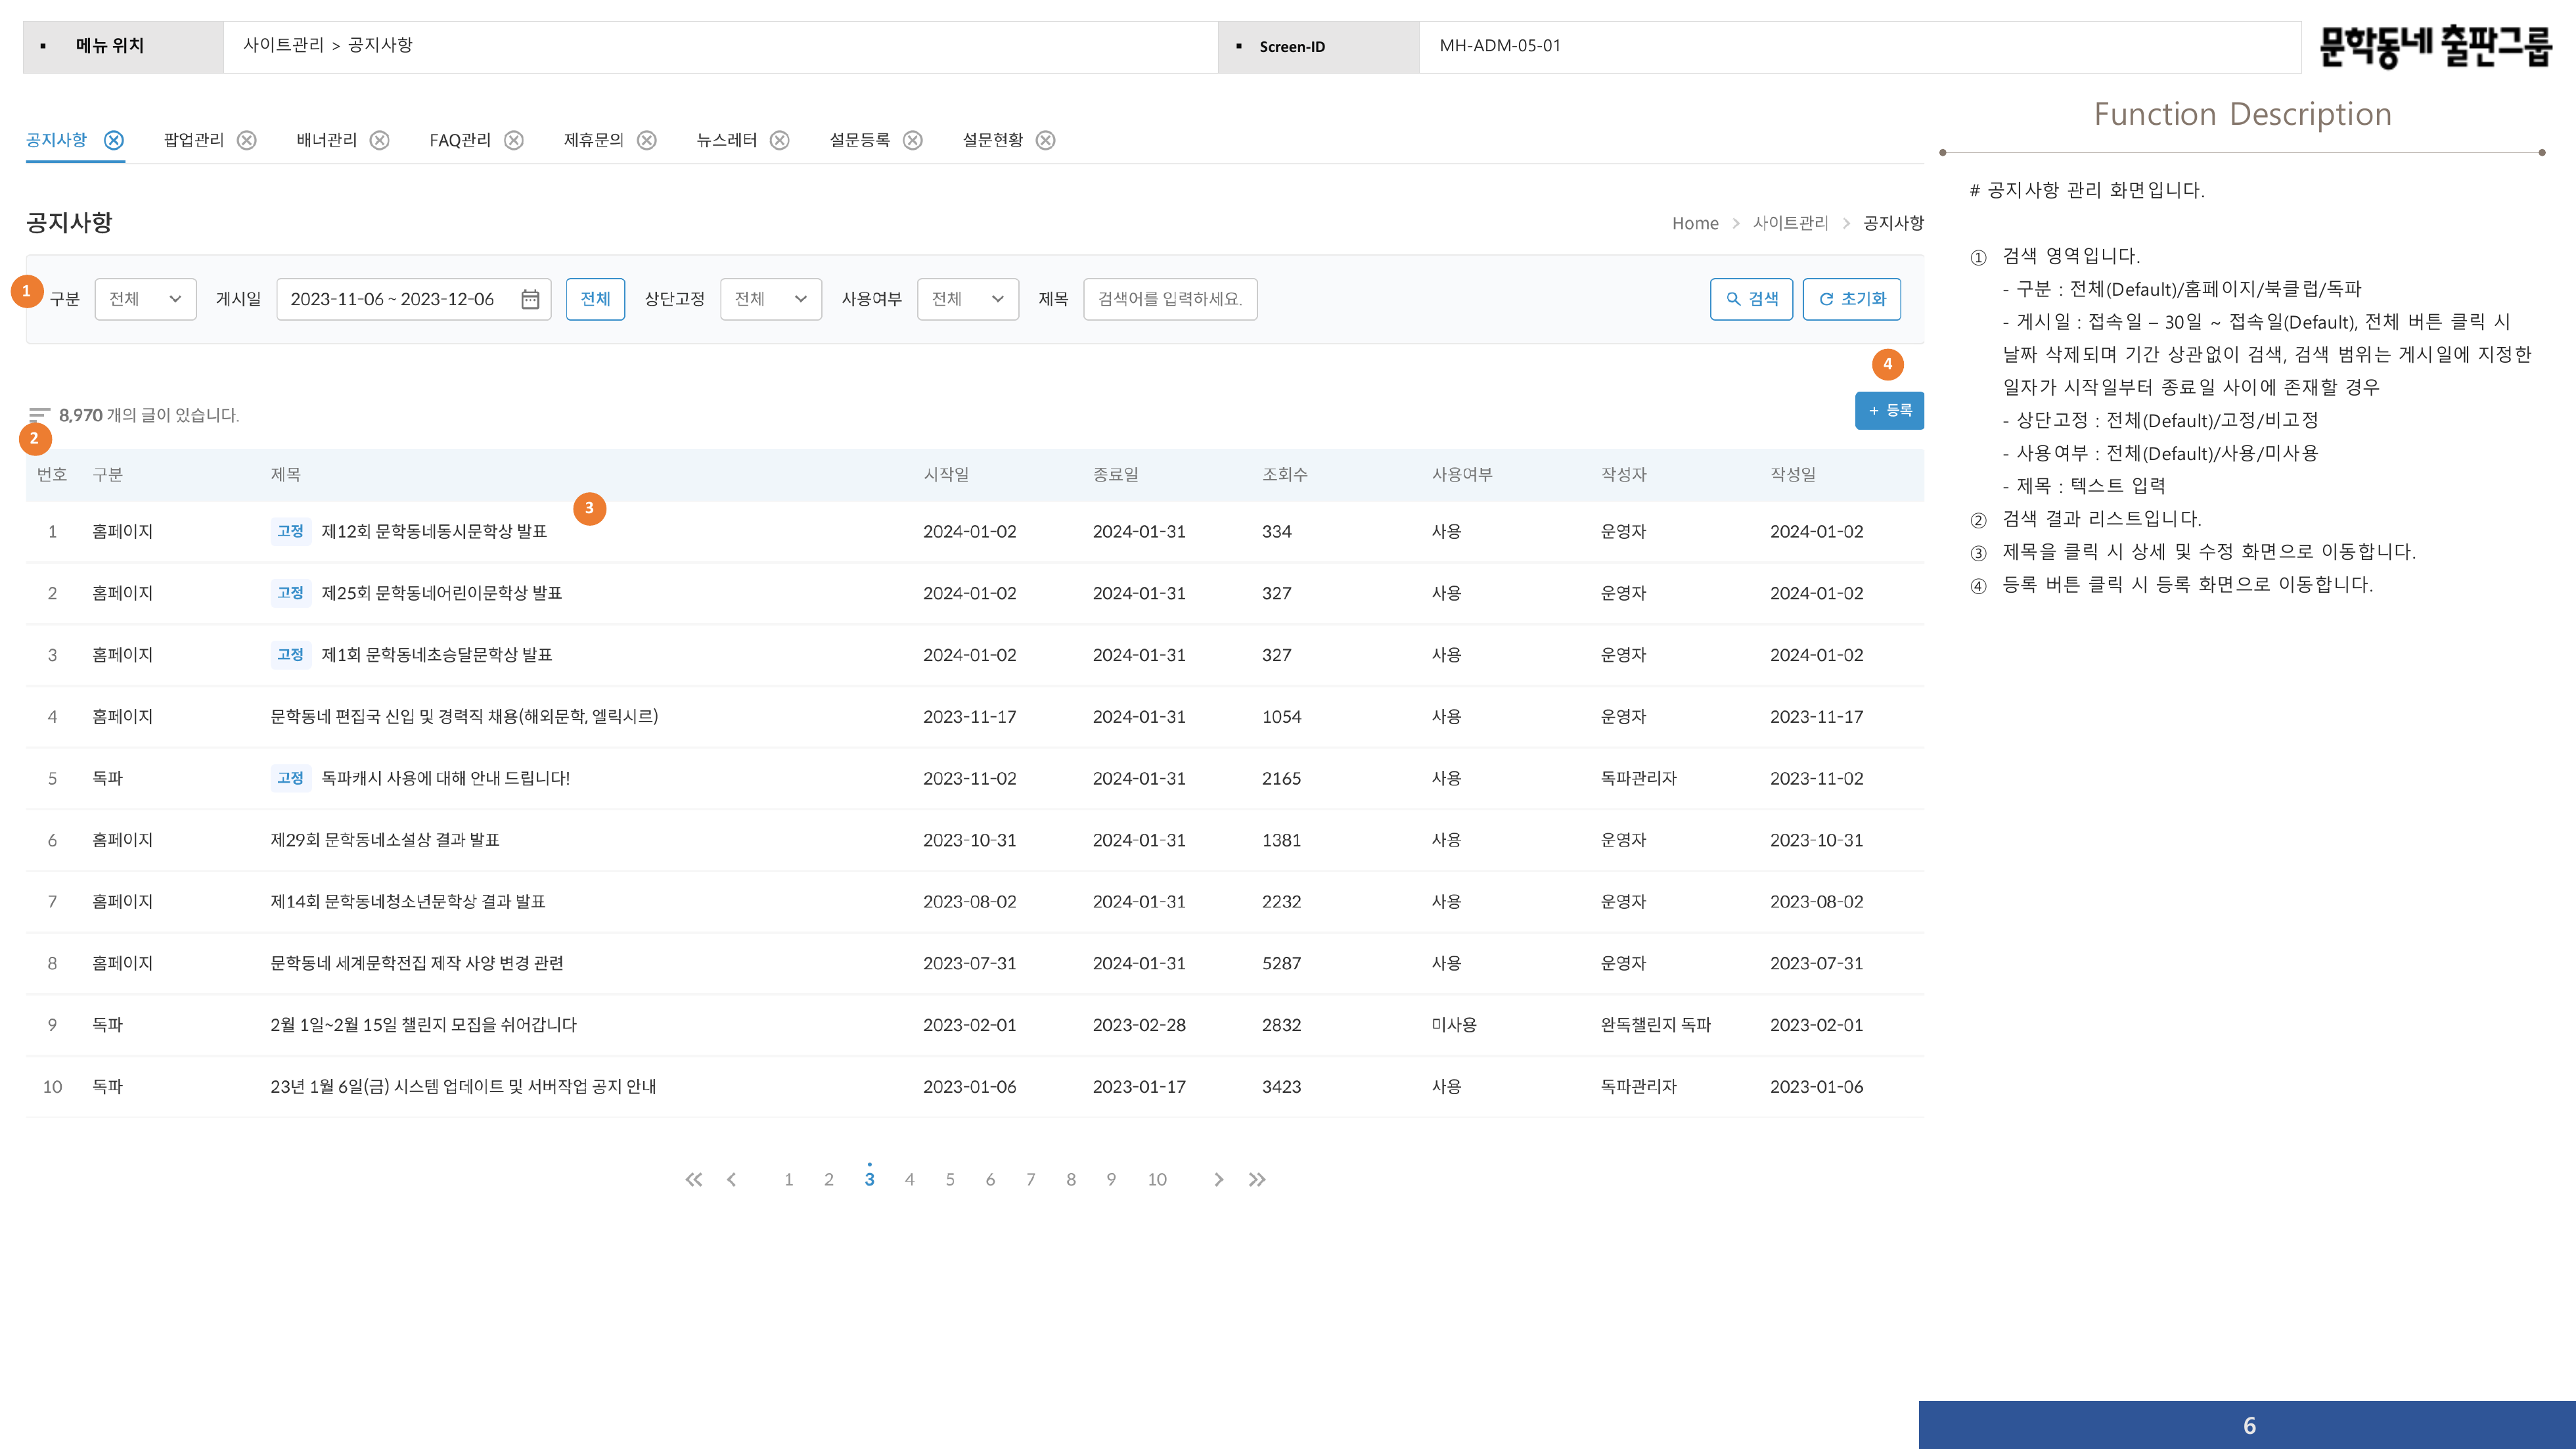 ▪ 메뉴 위치 사이트관리 > 공지사항 ▪ Screen-ID MH-ADM-05-01 문학동네 출판그룹
공지사항 팝업관리 배너관리 FAQ관리 제휴문의 뉴스레터 설문등록 설문현황
공지사항
Home > 사이트관리 > 공지사항
1 구분 전체 게시일 2023-11-06 ~ 2023-12-06 전체 상단고정 전체 사용여부 전체 제목 검색어를 입력하세요. 검색 초기화
4
8,970 개의 글이 있습니다.
+ 등록
2
번호 구분 제목 시작일 종료일 조회수 사용여부 작성자 작성일
3
1 홈페이지 고정 제12회 문학동네동시문학상 발표 2024-01-02 2024-01-31 334 사용 운영자 2024-01-02
2 홈페이지 고정 제25회 문학동네어린이문학상 발표 2024-01-02 2024-01-31 327 사용 운영자 2024-01-02
3 홈페이지 고정 제1회 문학동네초승달문학상 발표 2024-01-02 2024-01-31 327 사용 운영자 2024-01-02
4 홈페이지 문학동네 편집국 신입 및 경력직 채용(해외문학, 엘릭시르) 2023-11-17 2024-01-31 1054 사용 운영자 2023-11-17
5 독파 고정 독파캐시 사용에 대해 안내 드립니다! 2023-11-02 2024-01-31 2165 사용 독파관리자 2023-11-02
6 홈페이지 제29회 문학동네소설상 결과 발표 2023-10-31 2024-01-31 1381 사용 운영자 2023-10-31
7 홈페이지 제14회 문학동네청소년문학상 결과 발표 2023-08-02 2024-01-31 2232 사용 운영자 2023-08-02
8 홈페이지 문학동네 세계문학전집 제작 사양 변경 관련 2023-07-31 2024-01-31 5287 사용 운영자 2023-07-31
9 독파 2월 1일~2월 15일 챌린지 모집을 쉬어갑니다 2023-02-01 2023-02-28 2832 미사용 완독챌린지 독파 2023-02-01
10 독파 23년 1월 6일(금) 시스템 업데이트 및 서버작업 공지 안내 2023-01-06 2023-01-17 3423 사용 독파관리자 2023-01-06
« < 1 2 3 4 5 6 7 8 9 10 > »
Function Description
# 공지사항 관리 화면입니다.
① 검색 영역입니다.
- 구분 : 전체(Default)/홈페이지/북클럽/독파
- 게시일 : 접속일 – 30일 ~ 접속일(Default), 전체 버튼 클릭 시
날짜 삭제되며 기간 상관없이 검색, 검색 범위는 게시일에 지정한
일자가 시작일부터 종료일 사이에 존재할 경우
- 상단고정 : 전체(Default)/고정/비고정
- 사용여부 : 전체(Default)/사용/미사용
- 제목 : 텍스트 입력
② 검색 결과 리스트입니다.
③ 제목을 클릭 시 상세 및 수정 화면으로 이동합니다.
④ 등록 버튼 클릭 시 등록 화면으로 이동합니다.
6